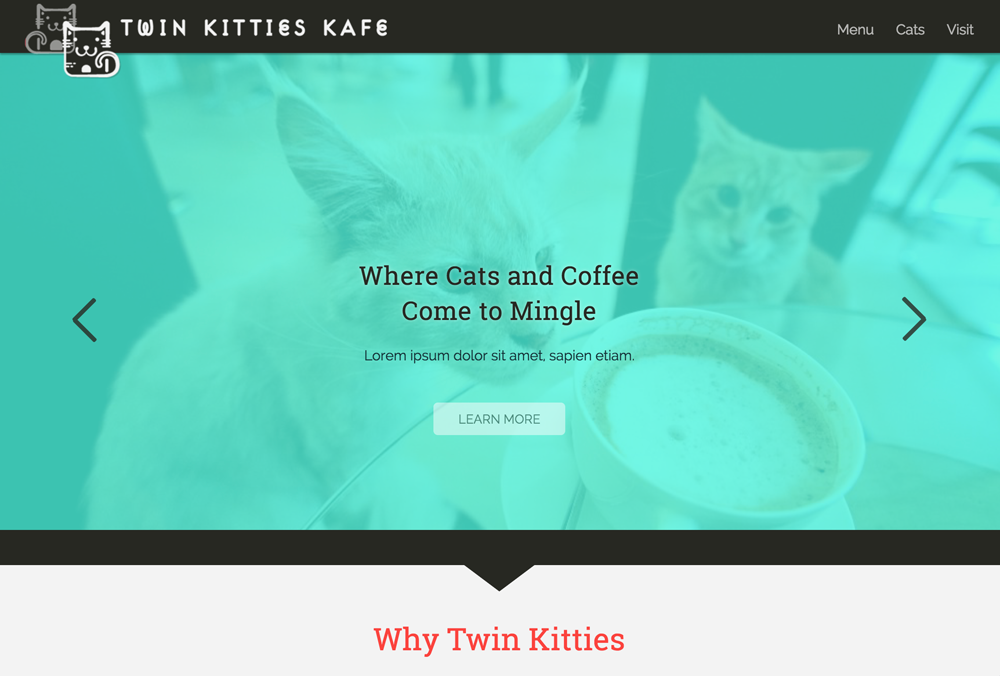 TWIN KITTIES KAFE
Menu Cats Visit
Where Cats and Coffee
Come to Mingle
Lorem ipsum dolor sit amet, sapien etiam.
LEARN MORE
Why Twin Kitties